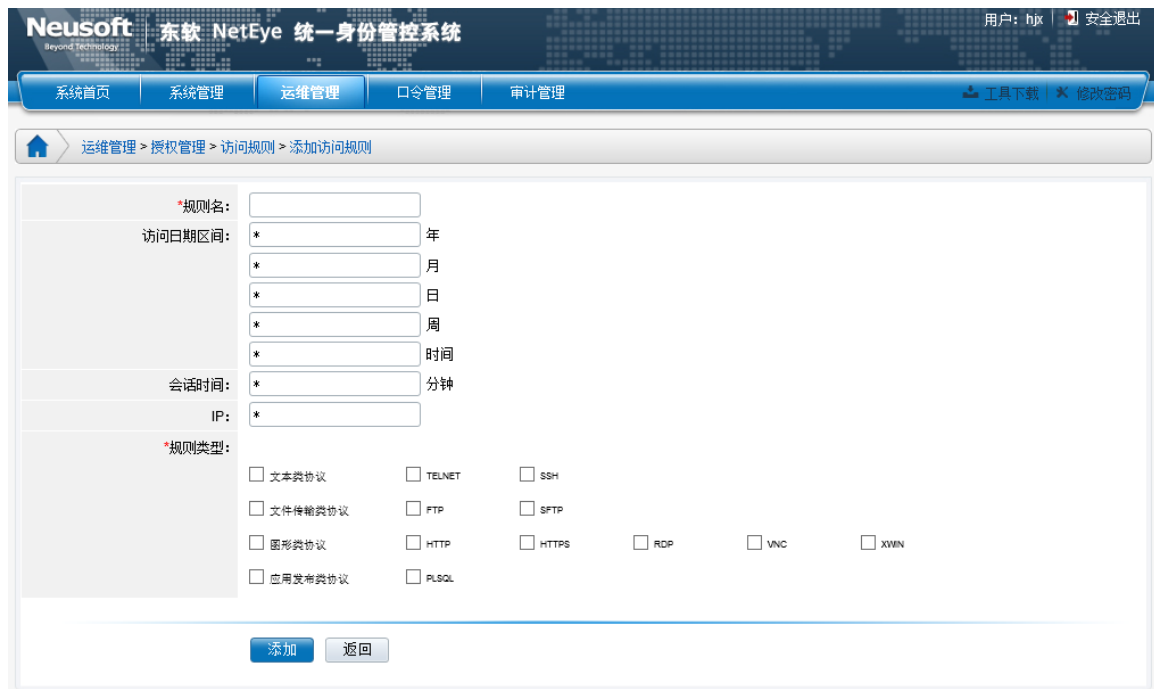 Neusoft 东软 NetEye 统一身份管控系统 用户: hjx 安全退出
Beyond Technology
系统首页 系统管理 运维管理 口令管理 审计管理 工具下载 修改密码
运维管理 > 授权管理 > 访问规则 > 添加访问规则
*规则名:
访问日期区间: * 年
* 月
* 日
* 周
* 时间
会话时间: * 分钟
IP: *
*规则类型:
文本类协议 TELNET SSH
文件传输类协议 FTP SFTP
图形类协议 HTTP HTTPS RDP VNC XWIN
应用发布类协议 PLSQL
添加 返回